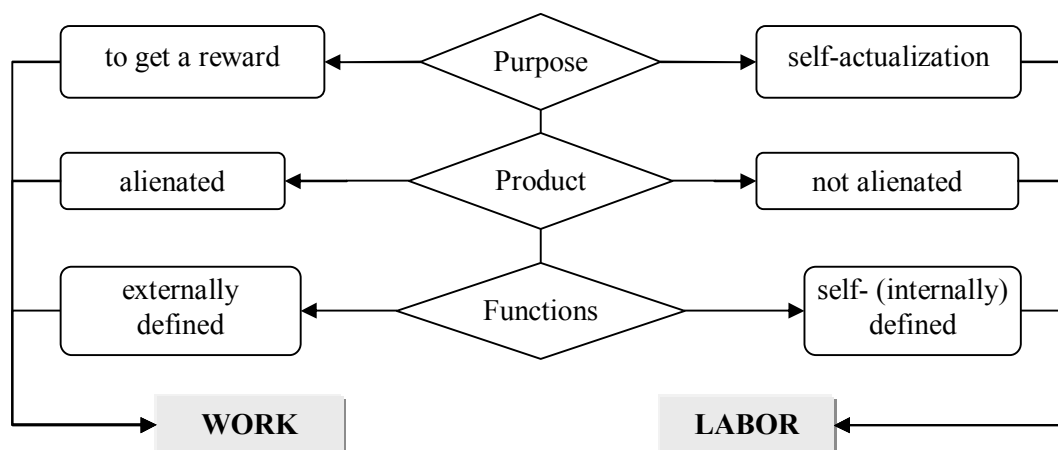 to get a reward
Purpose
self-actualization
alienated
Product
not alienated
externally
defined
Functions
self- (internally)
defined
WORK
LABOR